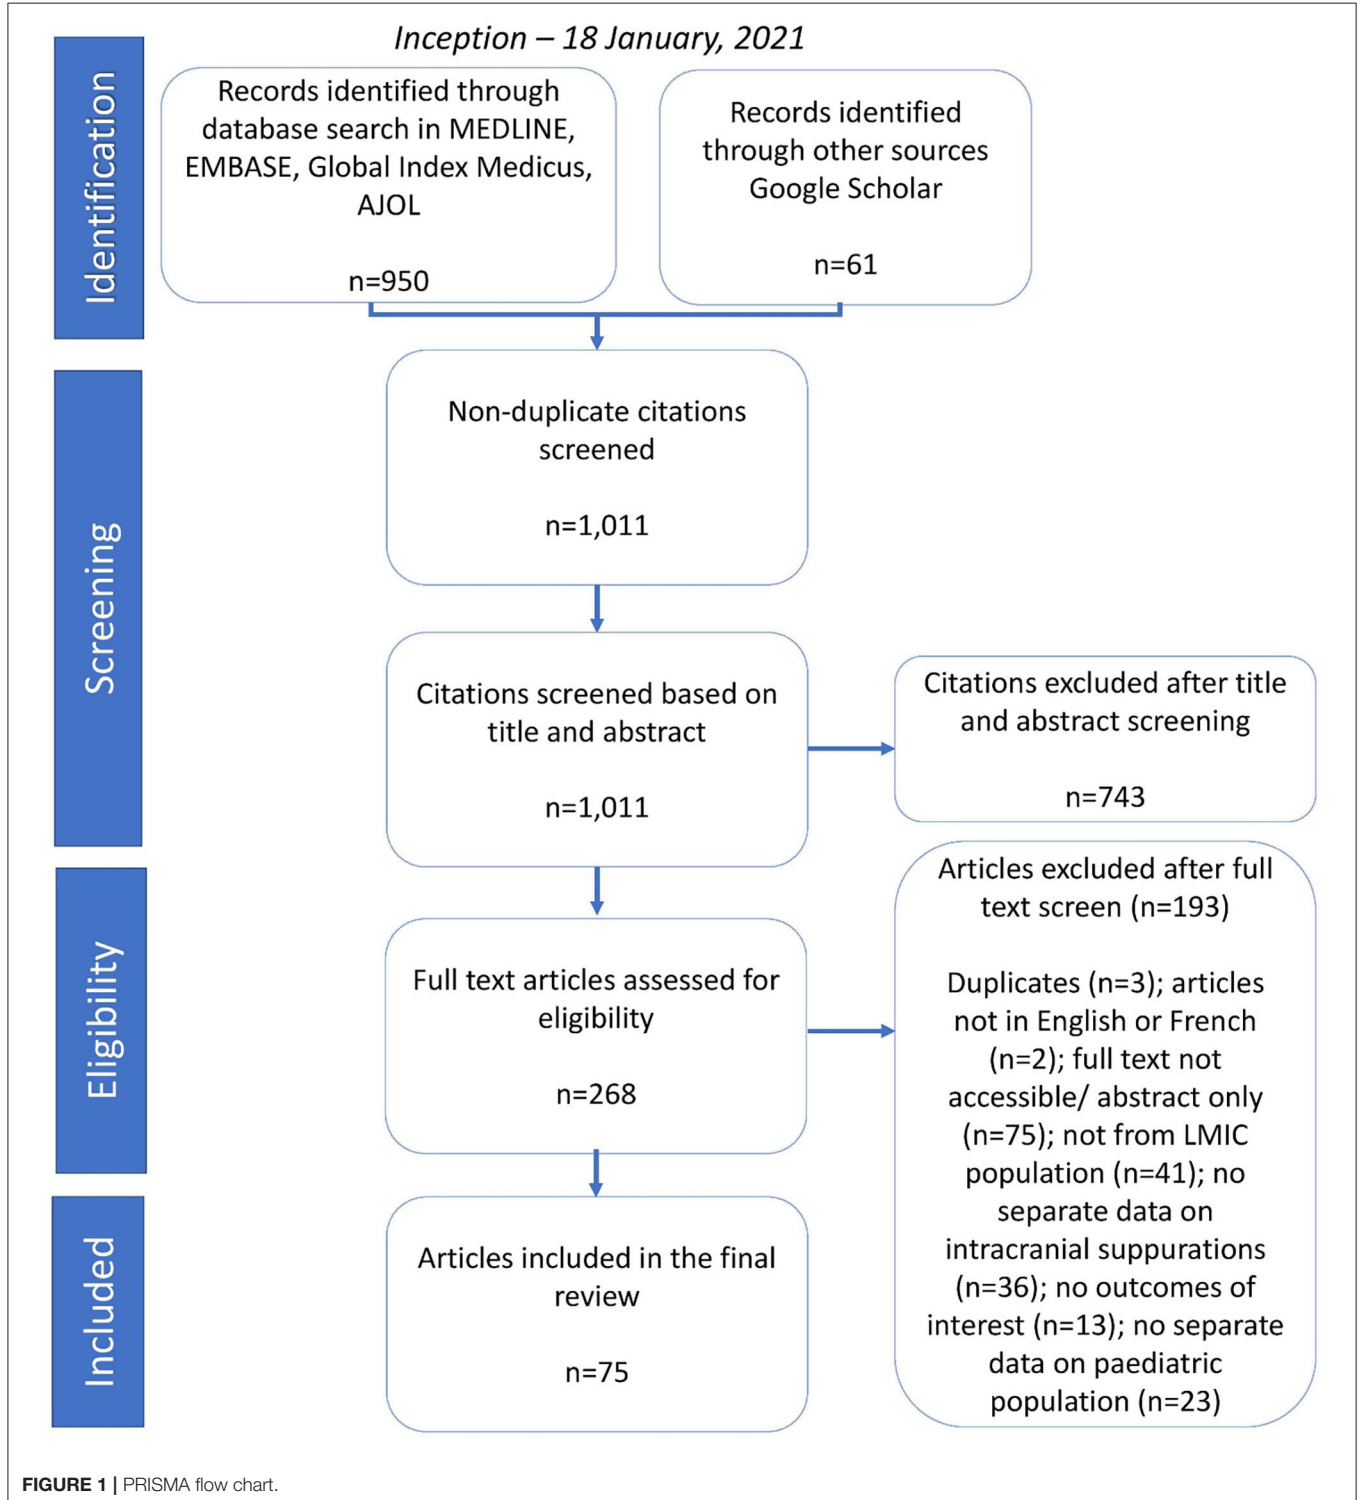 Inception – 18 January, 2021
Identification
Records identified through
database search in MEDLINE,
EMBASE, Global Index Medicus,
AJOL
n=950
Records identified
through other sources
Google Scholar
n=61
Screening
Non-duplicate citations
screened
n=1,011
Citations screened based on
title and abstract
n=1,011
Citations excluded after title
and abstract screening
n=743
Eligibility
Full text articles assessed for
eligibility
n=268
Articles excluded after full
text screen (n=193)
Duplicates (n=3); articles
not in English or French
(n=2); full text not
accessible/ abstract only
(n=75); not from LMIC
population (n=41); no
separate data on
intracranial suppurations
(n=36); no outcomes of
interest (n=13); no separate
data on paediatric
population (n=23)
Included
Articles included in the final
review
n=75
FIGURE 1 | PRISMA flow chart.